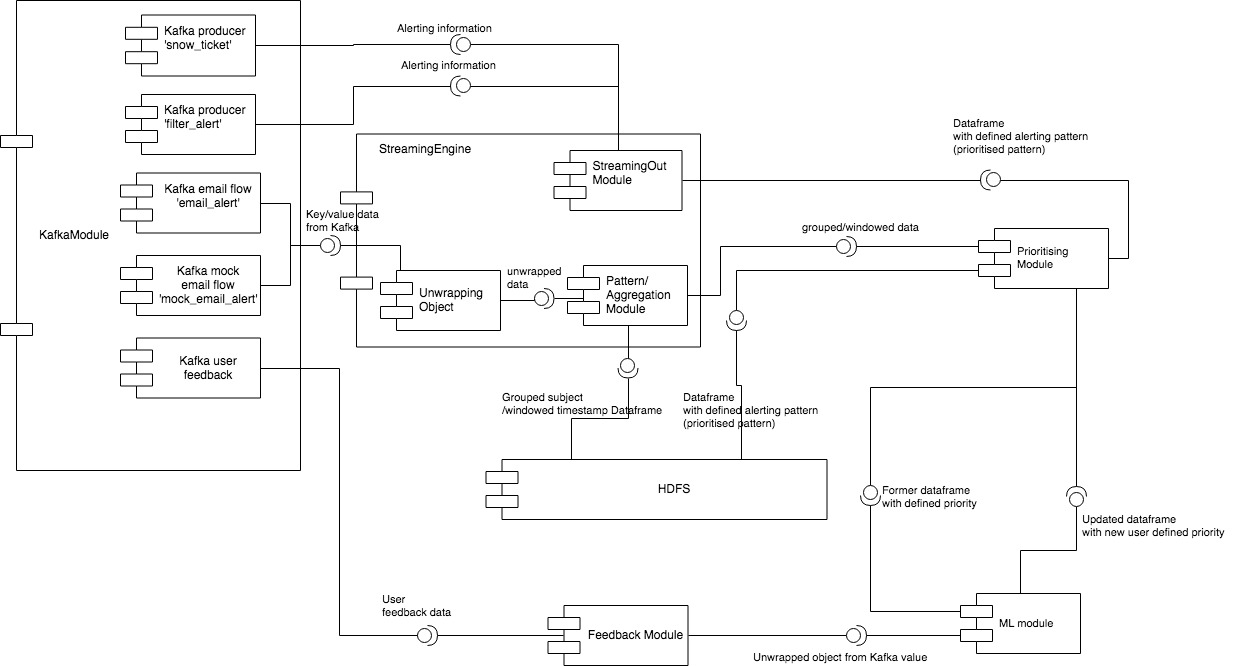 Kafka producer
'snow_ticket'
Alerting information
Alerting information
Kafka producer
'filter_alert'
Dataframe
with defined alerting pattern
(prioritised pattern)
StreamingEngine
StreamingOut
Module
Kafka email flow
'email_alert'
KafkaModule
Key/value data
from Kafka
grouped/windowed data
Prioritising
Module
Kafka mock
email flow
'mock_email_alert'
unwrapped
data
Unwrapping
Object
Pattern/
Aggregation
Module
Kafka user
feedback
Grouped subject
/windowed timestamp Dataframe
Dataframe
with defined alerting pattern
(prioritised pattern)
HDFS
Former dataframe
with defined priority
Updated dataframe
with new user defined priority
User
feedback data
Feedback Module
ML module
Unwrapped object from Kafka value